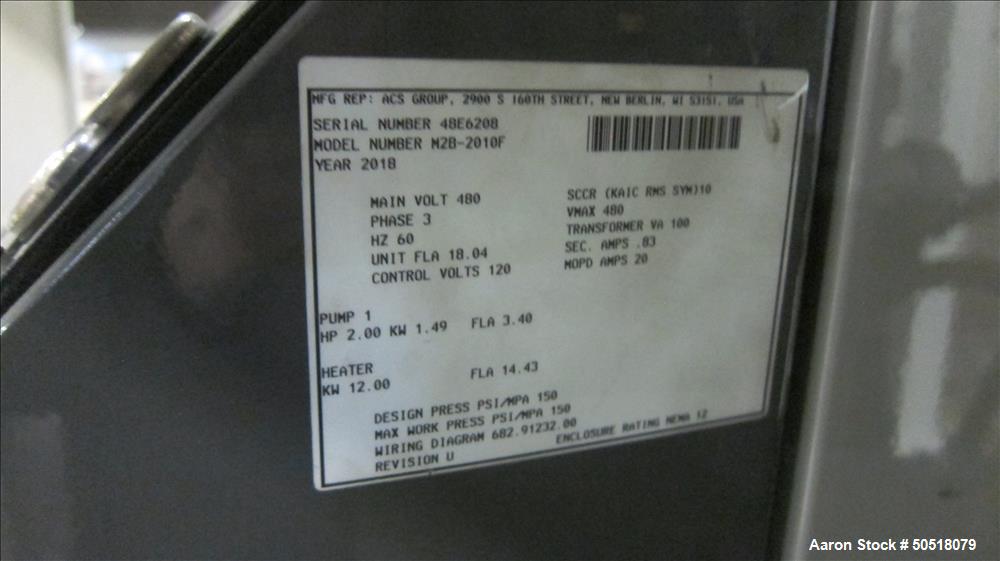 MFG REP: ACS GROUP, 2900 S 160TH STREET, NEW BERLIN, WI 53151, USA
SERIAL NUMBER 48E6208
MODEL NUMBER M2B-2010F
YEAR 2018
MAIN VOLT 480
PHASE 3
HZ 60
UNIT FLA 18.04
CONTROL VOLTS 120
SCCR (KAIC RMS SYM)10
VMAX 480
TRANSFORMER VA 100
SEC. AMPS .83
MOPD AMPS 20
PUMP 1
HP 2.00 KW 1.49 FLA 3.40
HEATER
KW 12.00 FLA 14.43
DESIGN PRESS PSI/MPA 150
MAX WORK PRESS PSI/MPA 150
WIRING DIAGRAM 682.91232.00
REVISION U
ENCLOSURE RATING NEMA 12
Aaron Stock # 50518079